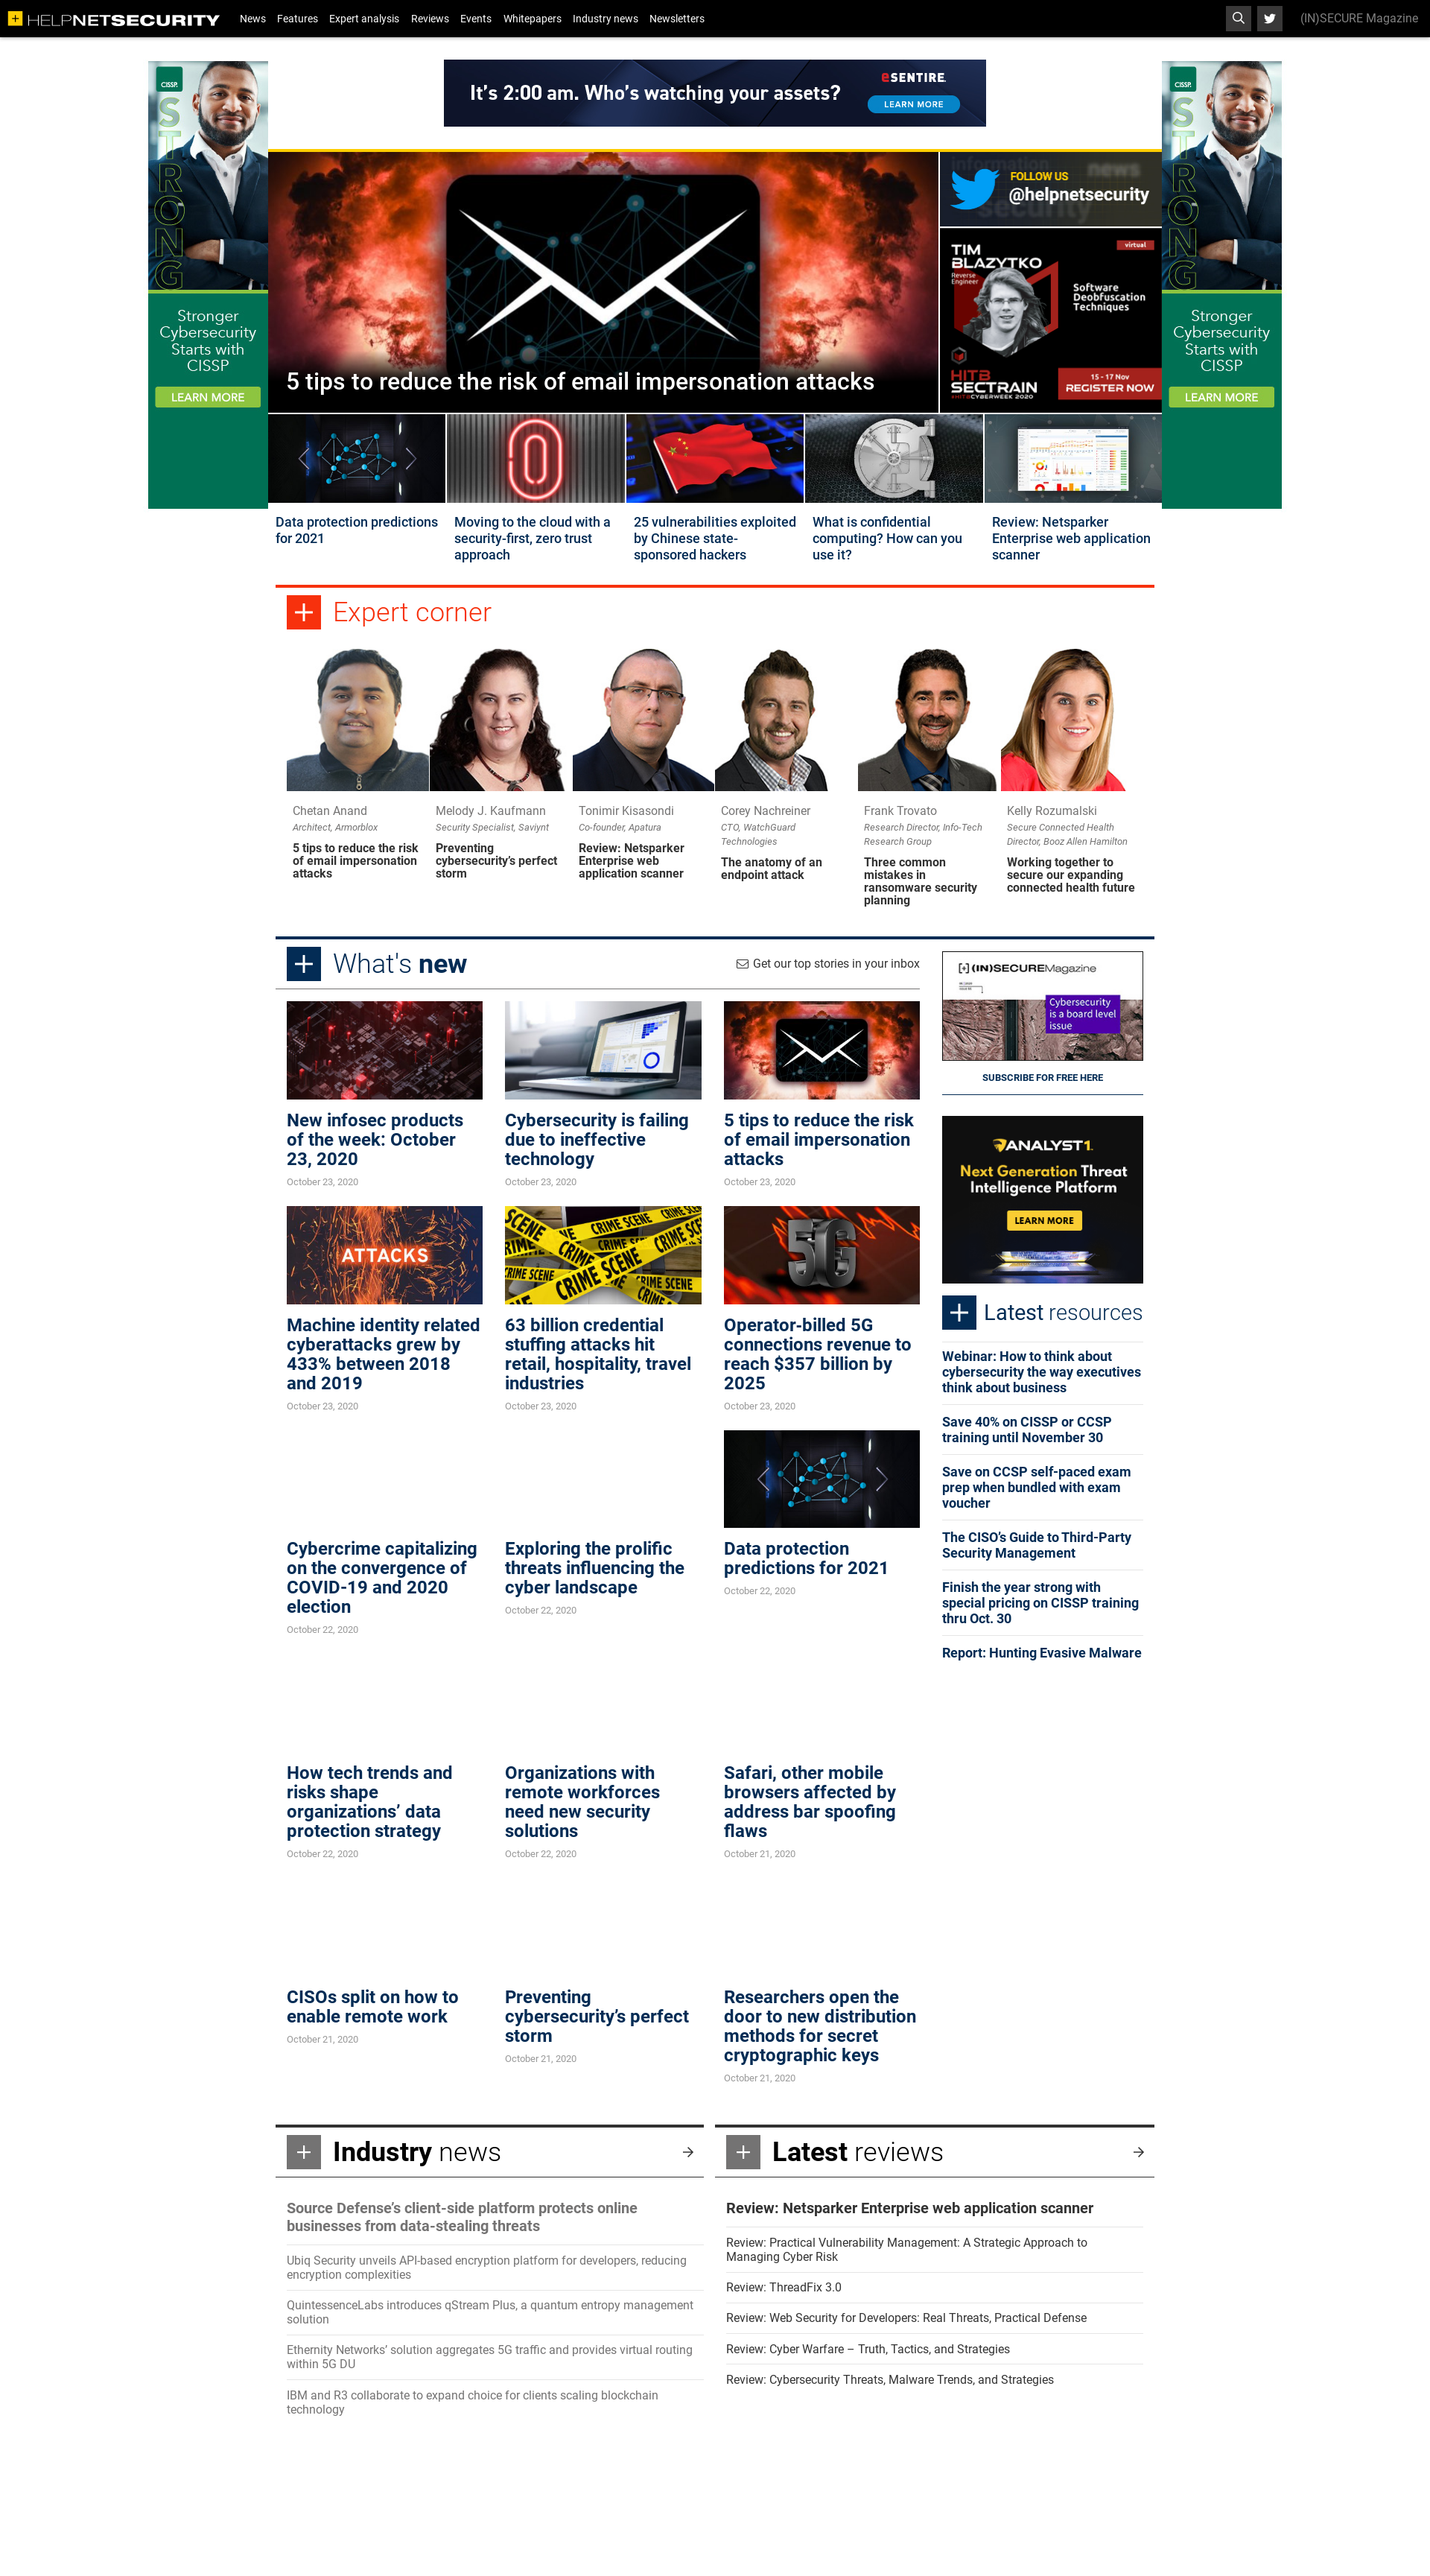 HELPNETSECURITY
News Features Expert analysis Reviews Events Whitepapers Industry news Newsletters
(IN)SECURE Magazine
CISSP
STRONG
Stronger
Cybersecurity
Starts with
CISSP
LEARN MORE
It's 2:00 am. Who's watching your assets?
eSENTIRE
LEARN MORE
CISSP
STRONG
Stronger
Cybersecurity
Starts with
CISSP
LEARN MORE
5 tips to reduce the risk of email impersonation attacks
information
news
security
FOLLOW US
@helpnetsecurity
TIM
BLAZYTKO
Reverse
Engineer
virtual
Software
Deobfuscation
Techniques
HITB
SECTRAIN
#HITBCYBERWEEK 2020
15 - 17 Nov
REGISTER NOW
Data protection predictions
for 2021
Moving to the cloud with a
security-first, zero trust
approach
25 vulnerabilities exploited
by Chinese state-
sponsored hackers
What is confidential
computing? How can you
use it?
Review: Netsparker
Enterprise web application
scanner
Expert corner
Chetan Anand
Architect, Armorblox
5 tips to reduce the risk
of email impersonation
attacks
Melody J. Kaufmann
Security Specialist, Saviynt
Preventing
cybersecurity's perfect
storm
Tonimir Kisasondi
Co-founder, Apatura
Review: Netsparker
Enterprise web
application scanner
Corey Nachreiner
CTO, WatchGuard
Technologies
The anatomy of an
endpoint attack
Frank Trovato
Research Director, Info-Tech
Research Group
Three common
mistakes in
ransomware security
planning
Kelly Rozumalski
Secure Connected Health
Director, Booz Allen Hamilton
Working together to
secure our expanding
connected health future
What's new
Get our top stories in your inbox
New infosec products
of the week: October
23, 2020
October 23, 2020
Cybersecurity is failing
due to ineffective
technology
October 23, 2020
5 tips to reduce the risk
of email impersonation
attacks
October 23, 2020
ATTACKS
Machine identity related
cyberattacks grew by
433% between 2018
and 2019
October 23, 2020
CRIME SCENE
63 billion credential
stuffing attacks hit
retail, hospitality, travel
industries
October 23, 2020
5G
Operator-billed 5G
connections revenue to
reach $357 billion by
2025
October 23, 2020
Cybercrime capitalizing
on the convergence of
COVID-19 and 2020
election
October 22, 2020
Exploring the prolific
threats influencing the
cyber landscape
October 22, 2020
Data protection
predictions for 2021
October 22, 2020
How tech trends and
risks shape
organizations' data
protection strategy
October 22, 2020
Organizations with
remote workforces
need new security
solutions
October 22, 2020
Safari, other mobile
browsers affected by
address bar spoofing
flaws
October 21, 2020
CISOs split on how to
enable remote work
October 21, 2020
Preventing
cybersecurity's perfect
storm
October 21, 2020
Researchers open the
door to new distribution
methods for secret
cryptographic keys
October 21, 2020
(IN)SECUREMagazine
Cybersecurity
is a board level
issue
SUBSCRIBE FOR FREE HERE
ANALYST1
Next Generation Threat
Intelligence Platform
LEARN MORE
Latest resources
Webinar: How to think about
cybersecurity the way executives
think about business
Save 40% on CISSP or CCSP
training until November 30
Save on CCSP self-paced exam
prep when bundled with exam
voucher
The CISO's Guide to Third-Party
Security Management
Finish the year strong with
special pricing on CISSP training
thru Oct. 30
Report: Hunting Evasive Malware
Industry news
Source Defense's client-side platform protects online
businesses from data-stealing threats
Ubiq Security unveils API-based encryption platform for developers, reducing
encryption complexities
QuintessenceLabs introduces qStream Plus, a quantum entropy management
solution
Ethernity Networks' solution aggregates 5G traffic and provides virtual routing
within 5G DU
IBM and R3 collaborate to expand choice for clients scaling blockchain
technology
Latest reviews
Review: Netsparker Enterprise web application scanner
Review: Practical Vulnerability Management: A Strategic Approach to
Managing Cyber Risk
Review: ThreadFix 3.0
Review: Web Security for Developers: Real Threats, Practical Defense
Review: Cyber Warfare – Truth, Tactics, and Strategies
Review: Cybersecurity Threats, Malware Trends, and Strategies